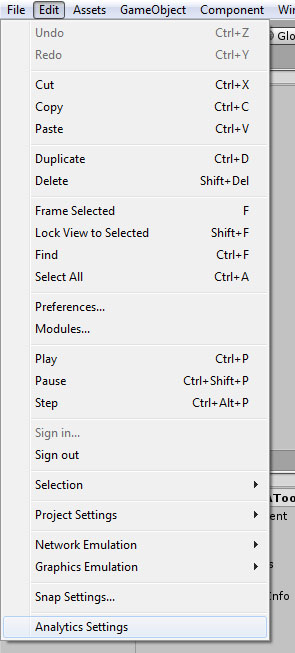 File Edit Assets GameObject Component Win
Undo Ctrl+Z
Redo Ctrl+Y
Cut Ctrl+X
Copy Ctrl+C
Paste Ctrl+V
Duplicate Ctrl+D
Delete Shift+Del
Frame Selected F
Lock View to Selected Shift+F
Find Ctrl+F
Select All Ctrl+A
Preferences...
Modules...
Play Ctrl+P
Pause Ctrl+Shift+P
Step Ctrl+Alt+P
Sign in...
Sign out
Selection
Project Settings
Network Emulation
Graphics Emulation
Snap Settings...
Analytics Settings
Glo
AToo
ent
s
Info